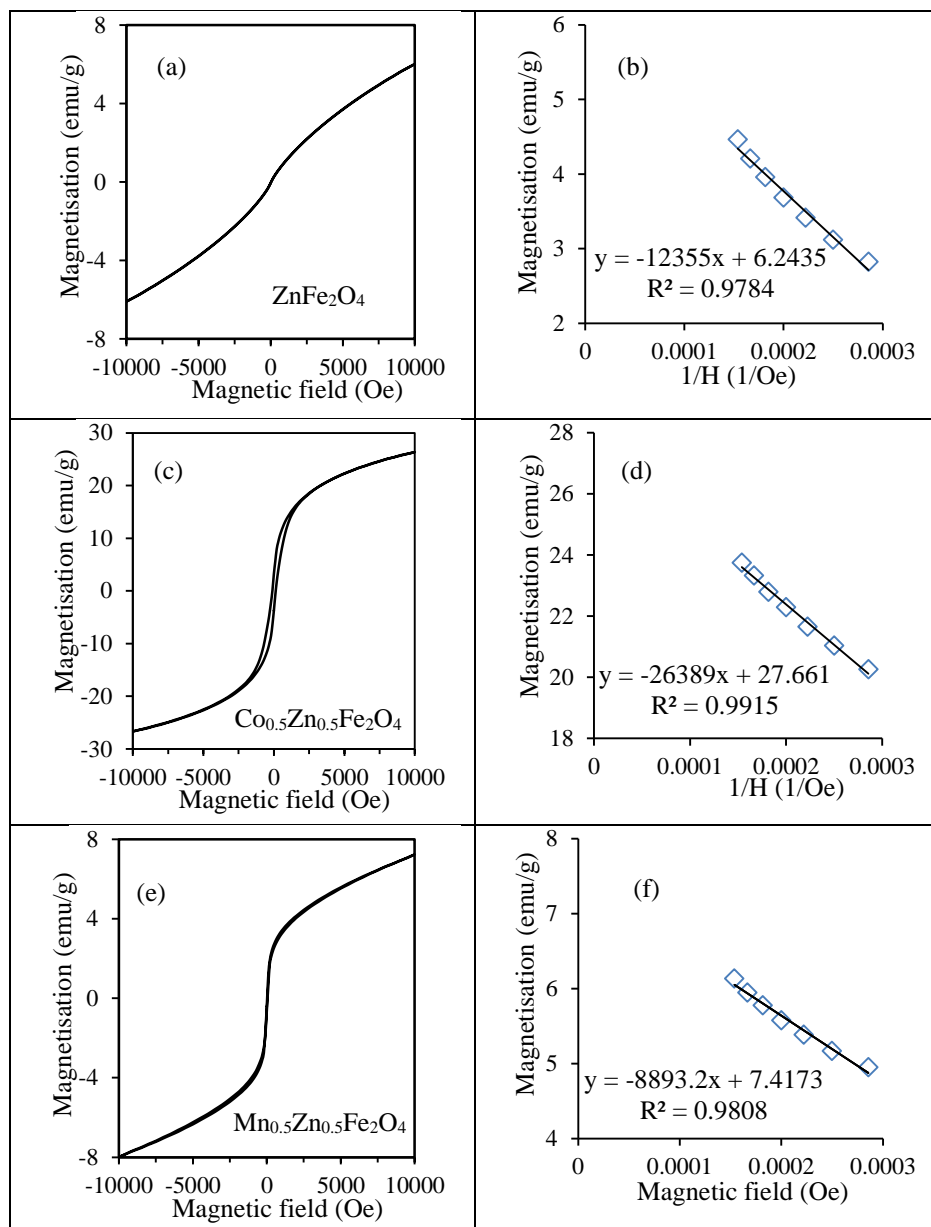 (a)
Magnetisation (emu/g)
8
4
0
-4
-8
ZnFe₂O₄
-10000 -5000 0 5000 10000
Magnetic field (Oe)
(b)
Magnetisation (emu/g)
6
5
4
3
2
y = -12355x + 6.2435
R² = 0.9784
0 0.0001 0.0002 0.0003
1/H (1/Oe)
(c)
Magnetisation (emu/g)
30
20
10
0
-10
-20
-30
Co₀.₅Zn₀.₅Fe₂O₄
-10000 -5000 0 5000 10000
Magnetic field (Oe)
(d)
Magnetisation (emu/g)
28
26
24
22
20
18
y = -26389x + 27.661
R² = 0.9915
0 0.0001 0.0002 0.0003
1/H (1/Oe)
(e)
Magnetisation (emu/g)
8
4
0
-4
-8
Mn₀.₅Zn₀.₅Fe₂O₄
-10000 -5000 0 5000 10000
Magnetic field (Oe)
(f)
Magnetisation (emu/g)
8
7
6
5
4
y = -8893.2x + 7.4173
R² = 0.9808
0 0.0001 0.0002 0.0003
Magnetic field (Oe)